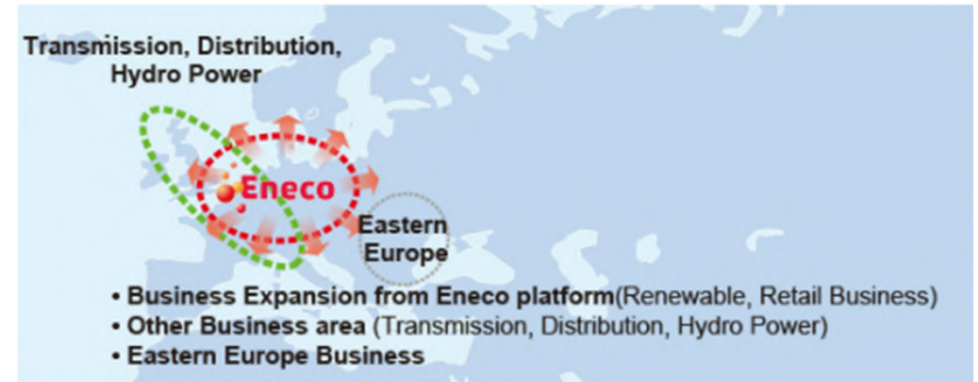 Transmission, Distribution,
Hydro Power
Eneco
Eastern
Europe
• Business Expansion from Eneco platform(Renewable, Retail Business)
• Other Business area (Transmission, Distribution, Hydro Power)
• Eastern Europe Business